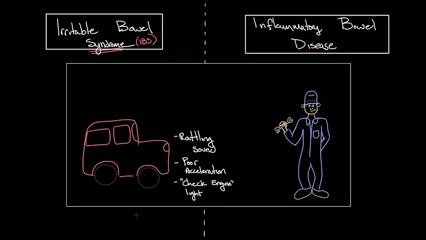 Irritable Bowel
Syndrome (IBS)
Inflammatory Bowel
Disease
- Rattling
Sound
- Poor
Acceleration
- "Check Engine"
light